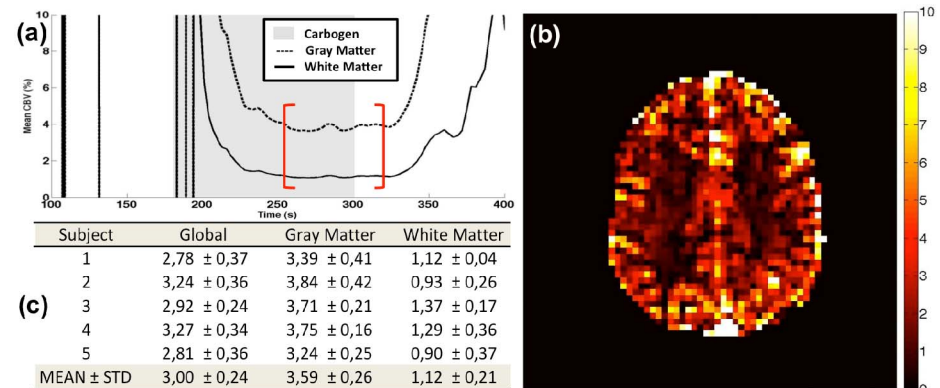 (a)
10
8
6
4
2
0
Mean CBV (%)
Carbogen
Gray Matter
White Matter
100 150 200 250 300 350 400
Time (s)
Subject Global Gray Matter White Matter
1 2,78 ± 0,37 3,39 ± 0,41 1,12 ± 0,04
2 3,24 ± 0,36 3,84 ± 0,42 0,93 ± 0,26
(c)
3 2,92 ± 0,24 3,71 ± 0,21 1,37 ± 0,17
4 3,27 ± 0,34 3,75 ± 0,16 1,29 ± 0,36
5 2,81 ± 0,36 3,24 ± 0,25 0,90 ± 0,37
MEAN ± STD 3,00 ± 0,24 3,59 ± 0,26 1,12 ± 0,21
(b)
10
9
8
7
6
5
4
3
2
1
0